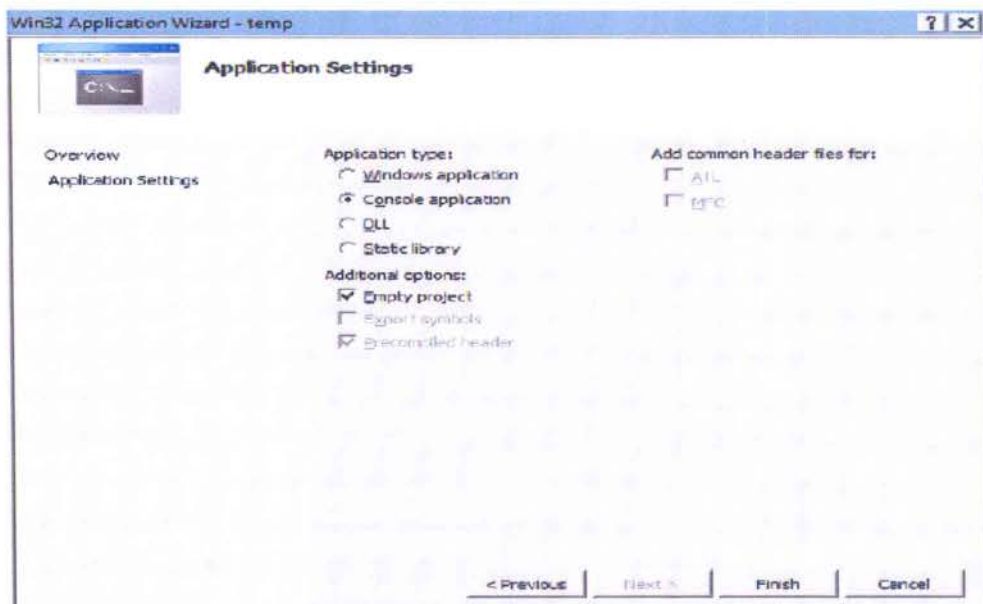 Win32 Application Wizard - temp
? ×
C:\_
Application Settings
Overview
Application Settings
Application type:
Windows application
Console application
DLL
Static library
Additional options:
Empty project
Export symbols
Precompiled header
Add common header files for:
ATL
MFC
< Previous
Next >
Finish
Cancel